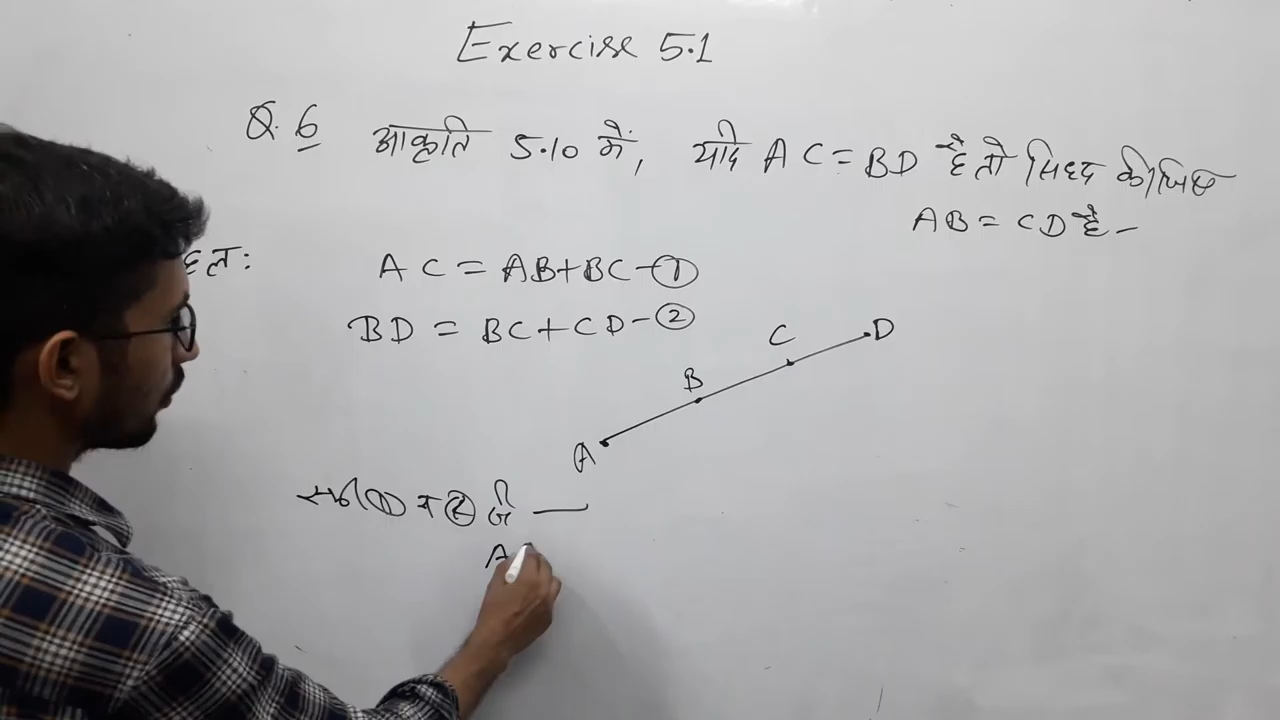 Exercise 5.1
Q. 6 आकृति 5.10 में, यदि AC = BD है तो सिध्द कीजिए
AB = CD है -
हल:
AC = AB+BC-①
BD = BC+CD-②
D
C
B
A
समी① व ② से —
A